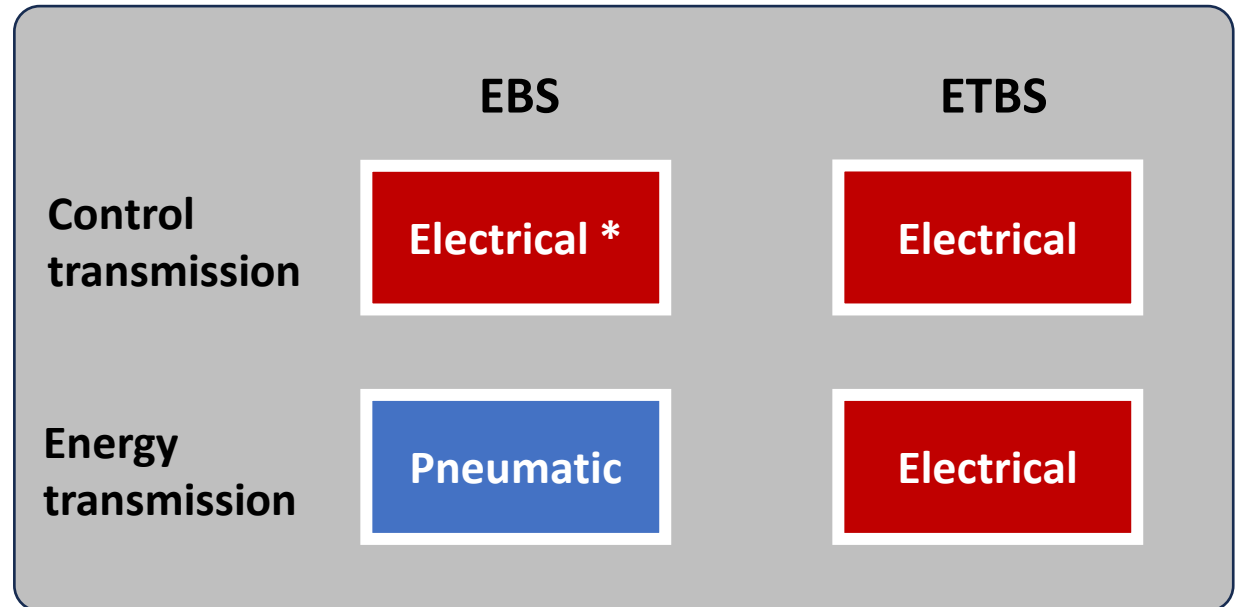 EBS ETBS
Control
transmission
Electrical *
Electrical
Energy
transmission
Pneumatic
Electrical